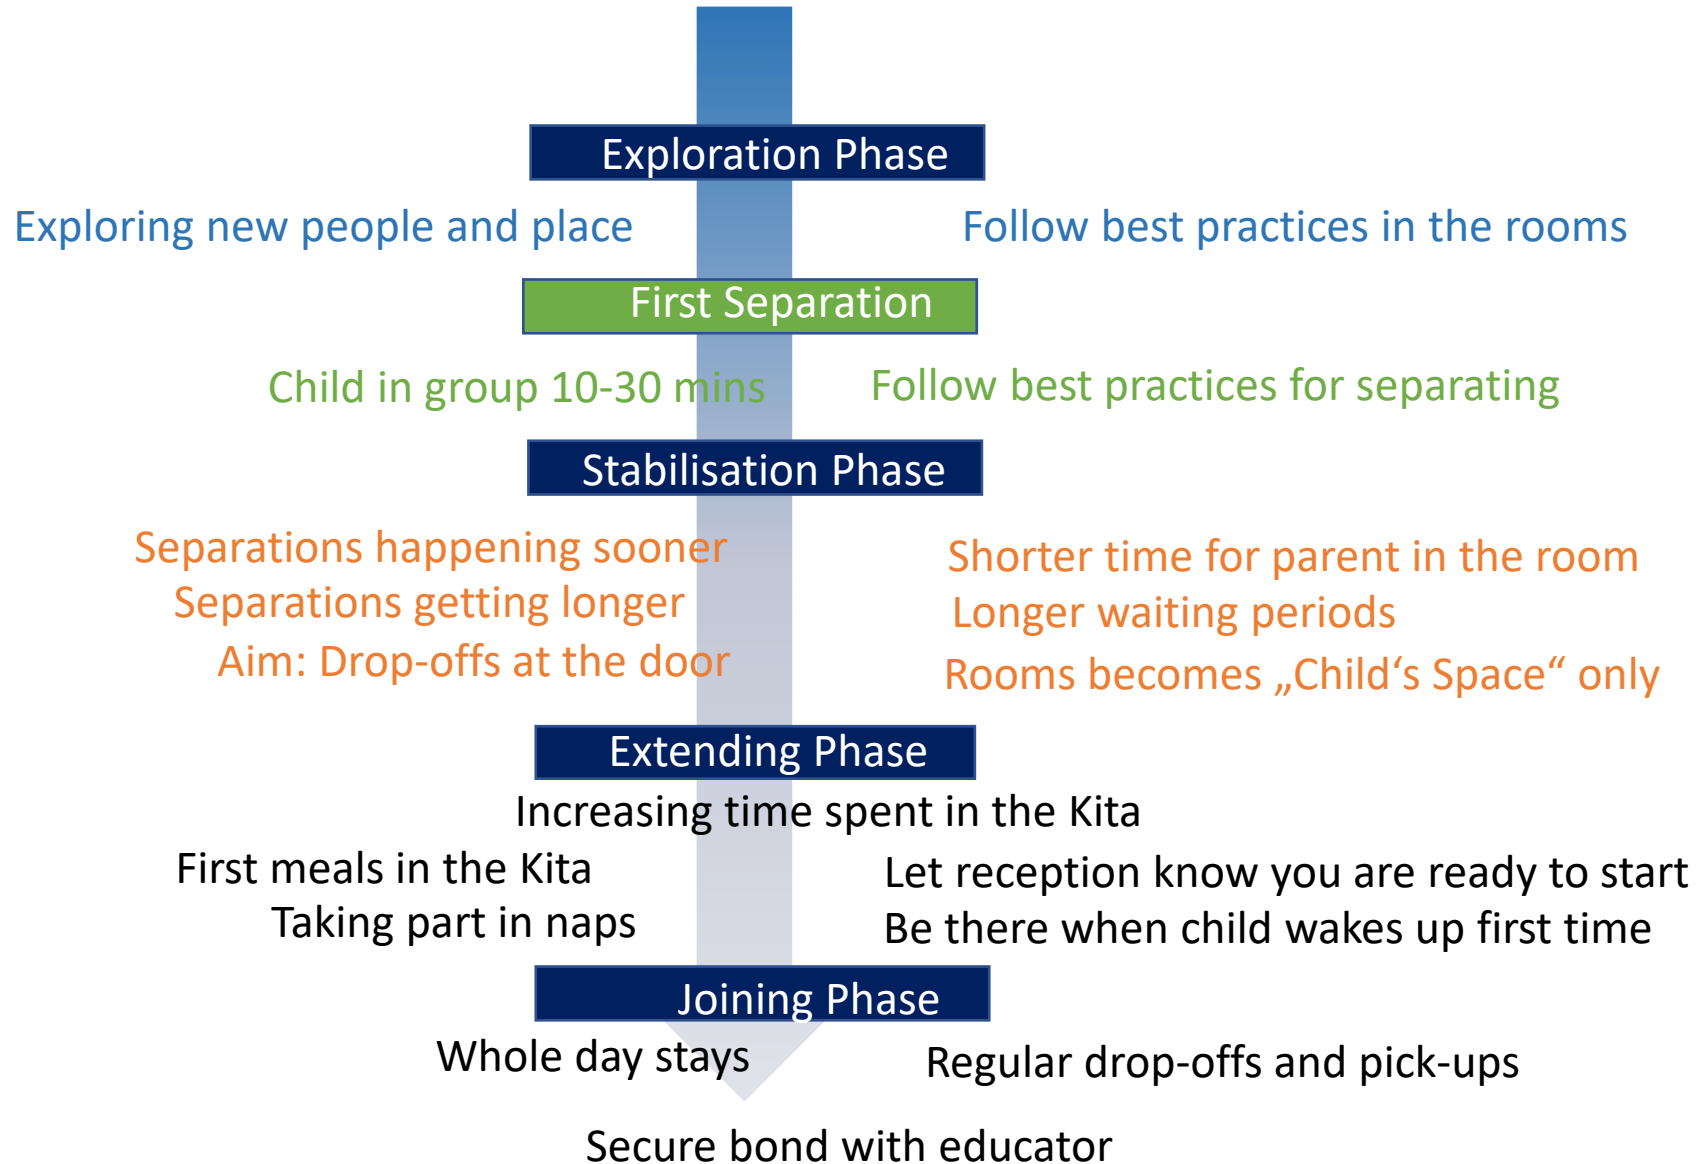 Exploration Phase
Exploring new people and place
Follow best practices in the rooms
First Separation
Child in group 10-30 mins
Follow best practices for separating
Stabilisation Phase
Separations happening sooner
Separations getting longer
Aim: Drop-offs at the door
Shorter time for parent in the room
Longer waiting periods
Rooms becomes „Child‘s Space“ only
Extending Phase
Increasing time spent in the Kita
First meals in the Kita
Taking part in naps
Let reception know you are ready to start
Be there when child wakes up first time
Joining Phase
Whole day stays
Regular drop-offs and pick-ups
Secure bond with educator